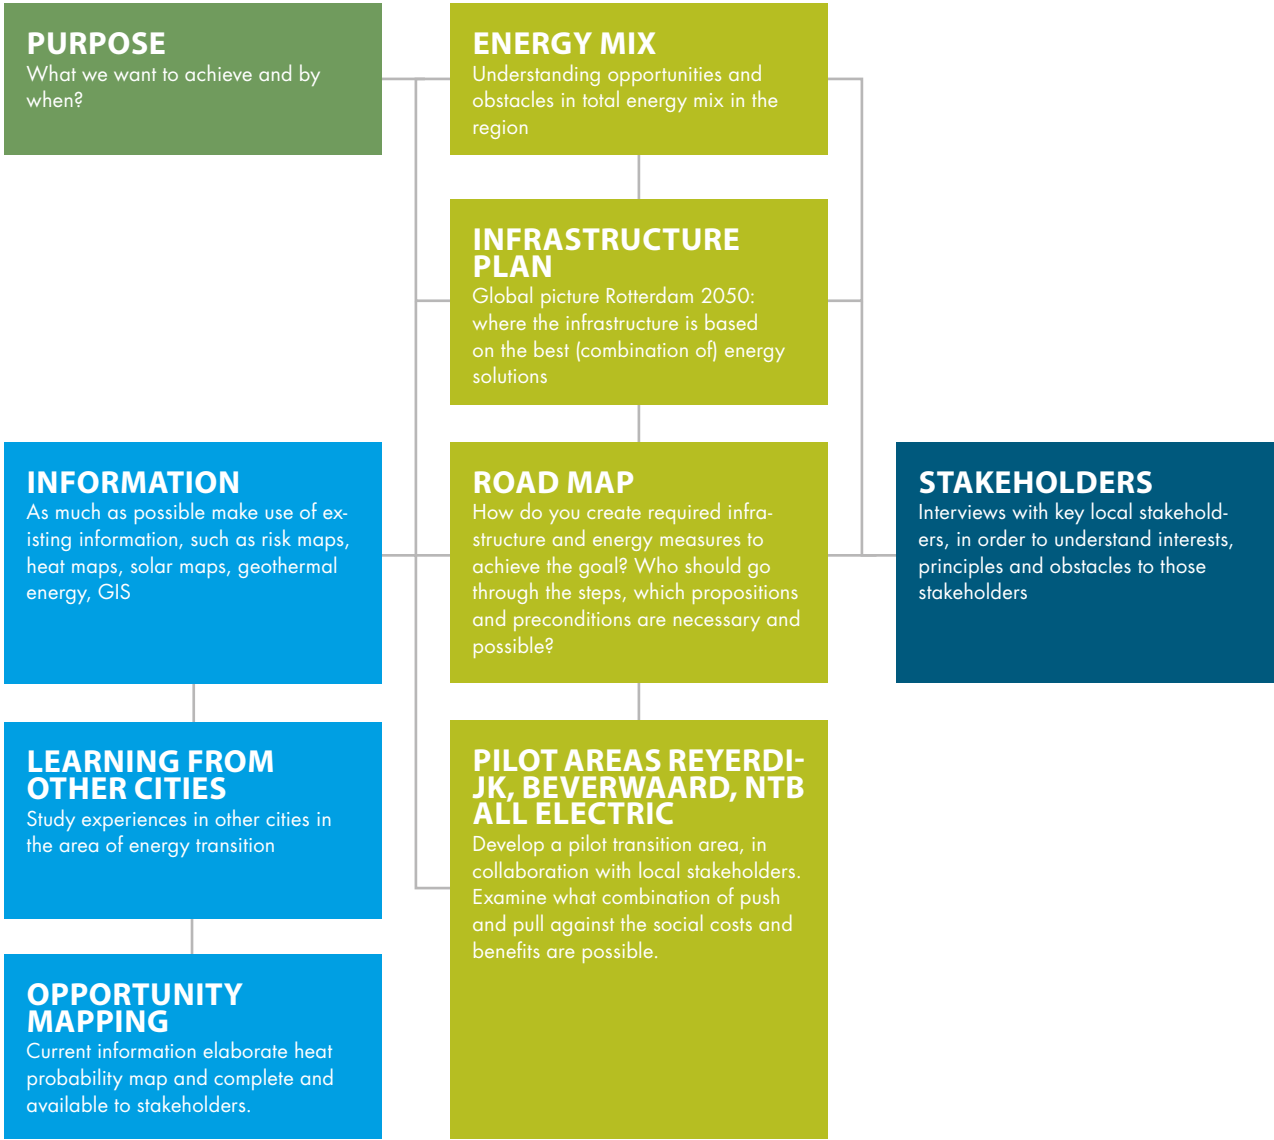 PURPOSE
What we want to achieve and by
when?
ENERGY MIX
Understanding opportunities and
obstacles in total energy mix in the
region
INFRASTRUCTURE
PLAN
Global picture Rotterdam 2050:
where the infrastructure is based
on the best (combination of) energy
solutions
INFORMATION
As much as possible make use of ex-
isting information, such as risk maps,
heat maps, solar maps, geothermal
energy, GIS
ROAD MAP
How do you create required infra-
structure and energy measures to
achieve the goal? Who should go
through the steps, which propositions
and preconditions are necessary and
possible?
STAKEHOLDERS
Interviews with key local stakehold-
ers, in order to understand interests,
principles and obstacles to those
stakeholders
LEARNING FROM
OTHER CITIES
Study experiences in other cities in
the area of energy transition
PILOT AREAS REYERDI-
JK, BEVERWAARD, NTB
ALL ELECTRIC
Develop a pilot transition area, in
collaboration with local stakeholders.
Examine what combination of push
and pull against the social costs and
benefits are possible.
OPPORTUNITY
MAPPING
Current information elaborate heat
probability map and complete and
available to stakeholders.